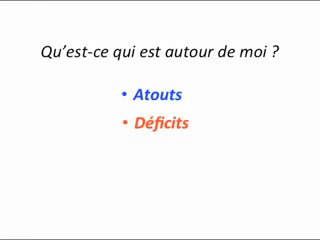 Qu’est-ce qui est autour de moi ?
• Atouts
• Déficits